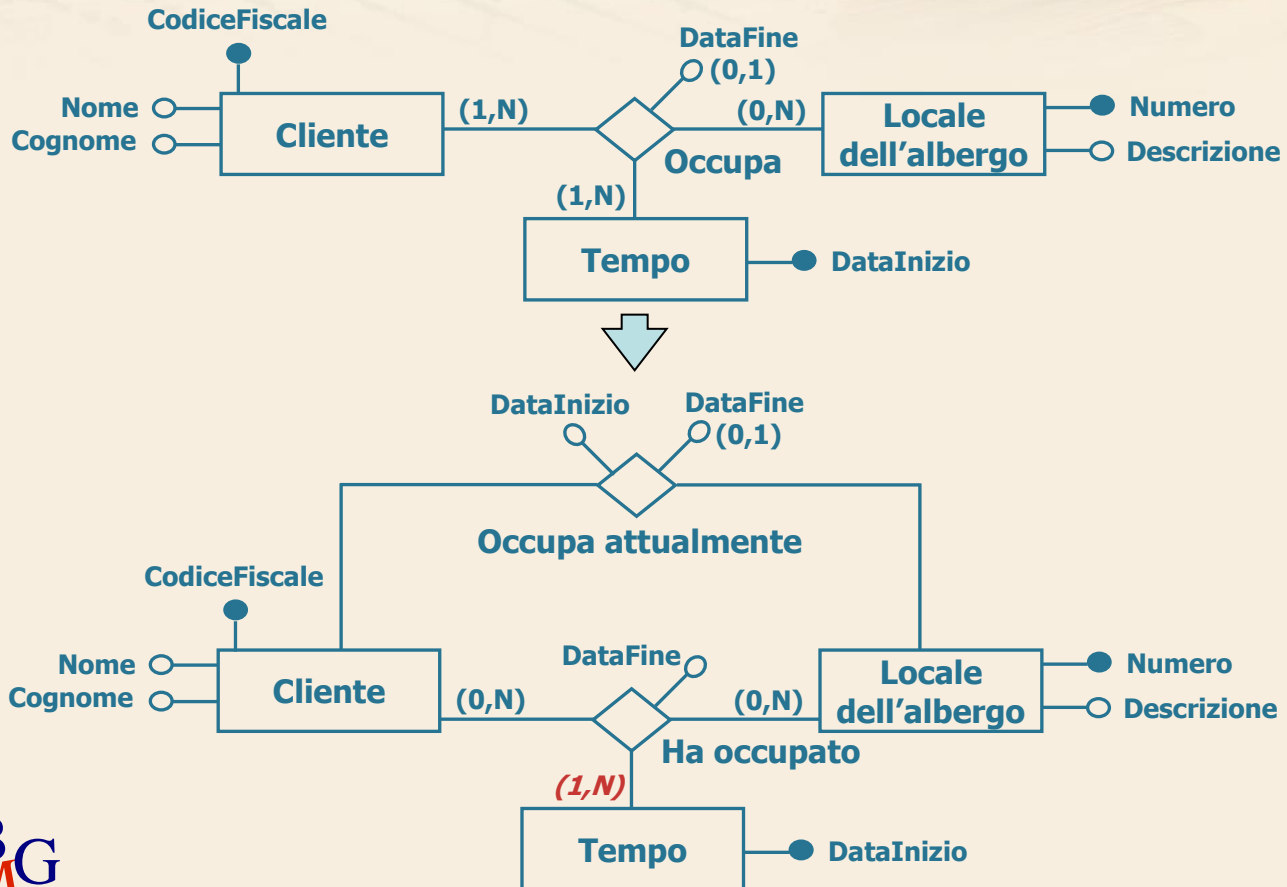 CodiceFiscale
DataFine
(0,1)
Nome
Cognome
Cliente
(1,N)
(0,N)
Occupa
Locale
dell'albergo
Numero
Descrizione
(1,N)
Tempo
DataInizio
DataInizio
DataFine
(0,1)
Occupa attualmente
CodiceFiscale
Nome
Cognome
Cliente
(0,N)
DataFine
(0,N)
Ha occupato
Locale
dell'albergo
Numero
Descrizione
(1,N)
Tempo
DataInizio
G